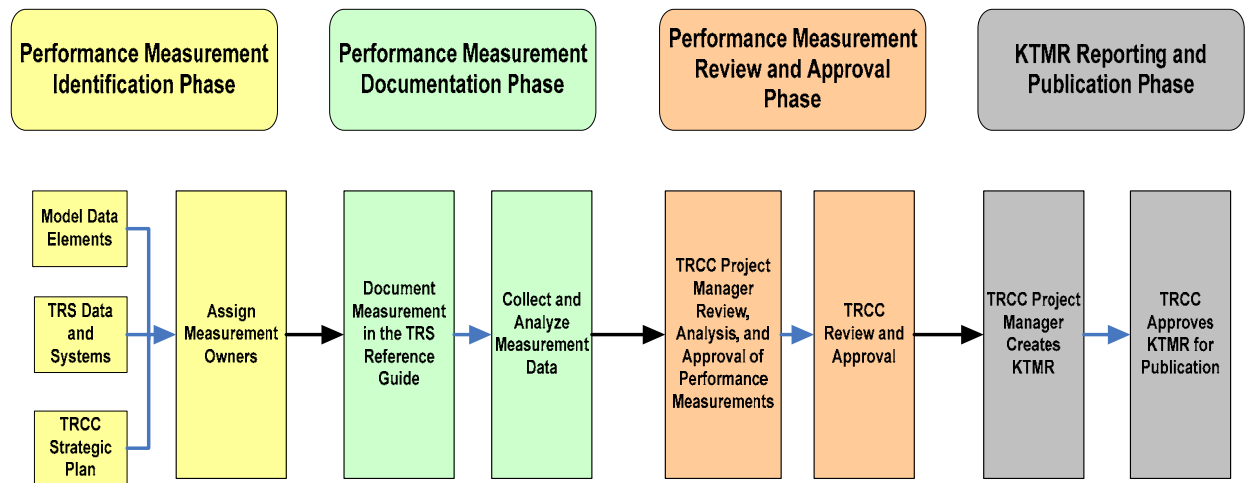 Performance Measurement
Identification Phase
Performance Measurement
Documentation Phase
Performance Measurement
Review and Approval
Phase
KTMR Reporting and
Publication Phase
Model Data
Elements
TRS Data
and
Systems
TRCC
Strategic
Plan
Assign
Measurement
Owners
Document
Measurement
in the TRS
Reference
Guide
Collect and
Analyze
Measurement
Data
TRCC Project
Manager
Review,
Analysis, and
Approval of
Performance
Measurements
TRCC
Review and
Approval
TRCC Project
Manager
Creates
KTMR
TRCC
Approves
KTMR for
Publication